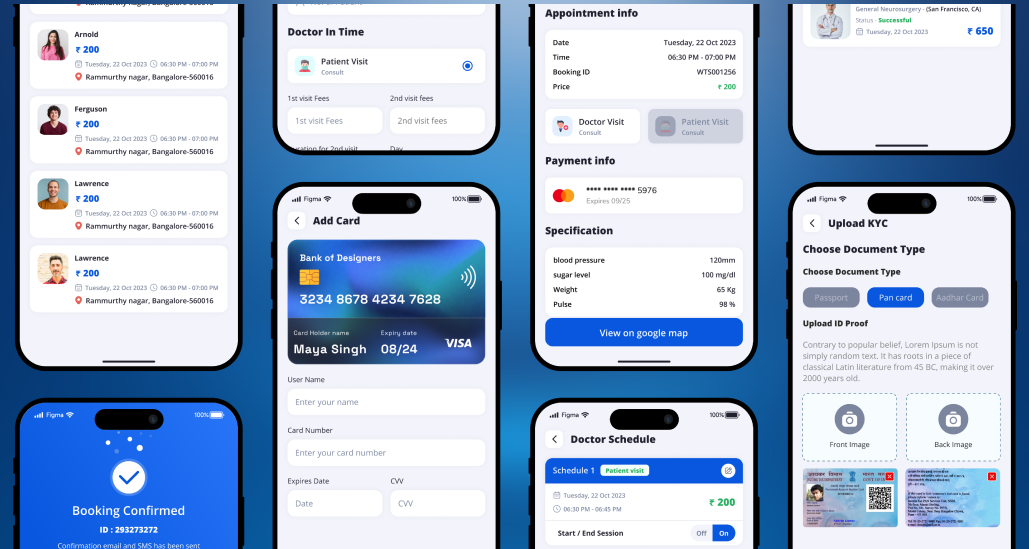 Rammurthy nagar, Bangalore-560016
Arnold
₹ 200
Tuesday, 22 Oct 2023 06:30 PM - 07:00 PM
Rammurthy nagar, Bangalore-560016
Ferguson
₹ 200
Tuesday, 22 Oct 2023 06:30 PM - 07:00 PM
Rammurthy nagar, Bangalore-560016
Lawrence
₹ 200
Tuesday, 22 Oct 2023 06:30 PM - 07:00 PM
Rammurthy nagar, Bangalore-560016
Lawrence
₹ 200
Tuesday, 22 Oct 2023 06:30 PM - 07:00 PM
Rammurthy nagar, Bangalore-560016
Figma 100%
Booking Confirmed
ID : 293273272
Confirmation email and SMS has been sent
Doctor In Time
Patient Visit
Consult
1st visit Fees 2nd visit fees
1st visit Fees 2nd visit fees
for 2nd visit Day
Figma 100%
Add Card
Bank of Designers
3234 8678 4234 7628
Card Holder name Expiry date
Maya Singh 08/24 VISA
User Name
Enter your name
Card Number
Enter your card number
Expires Date CVV
Date CVV
Appointment info
Date Tuesday, 22 Oct 2023
Time 06:30 PM - 07:00 PM
Booking ID WTS001256
Price ₹ 200
Doctor Visit
Consult
Patient Visit
Consult
Payment info
•••• •••• •••• 5976
Expires 09/25
Specification
blood pressure 120mm
sugar level 100 mg/dl
Weight 65 Kg
Pulse 98 %
View on google map
Figma 100%
Doctor Schedule
Schedule 1 Patient visit
Tuesday, 22 Oct 2023
06:30 PM - 06:45 PM
₹ 200
Start / End Session Off On
General Neurosurgery - (San Francisco, CA)
Status - Successful
Tuesday, 22 Oct 2023 ₹ 650
Figma 100%
Upload KYC
Choose Document Type
Choose Document Type
Passport Pan card Aadhar Card
Upload ID Proof
Contrary to popular belief, Lorem Ipsum is not
simply random text. It has roots in a piece of
classical Latin literature from 45 BC, making it over
2000 years old.
Front Image Back Image